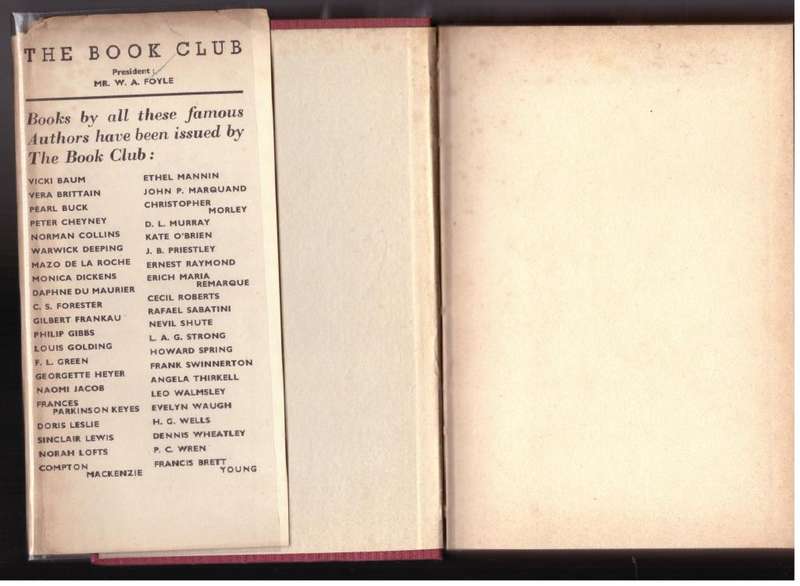 THE BOOK CLUB
President:
MR. W. A. FOYLE
Books by all these famous
Authors have been issued by
The Book Club:
VICKI BAUM
VERA BRITTAIN
PEARL BUCK
PETER CHEYNEY
NORMAN COLLINS
WARWICK DEEPING
MAZO DE LA ROCHE
MONICA DICKENS
DAPHNE DU MAURIER
C. S. FORESTER
GILBERT FRANKAU
PHILIP GIBBS
LOUIS GOLDING
F. L. GREEN
GEORGETTE HEYER
NAOMI JACOB
FRANCES
PARKINSON KEYES
DORIS LESLIE
SINCLAIR LEWIS
NORAH LOFTS
COMPTON
MACKENZIE
ETHEL MANNIN
JOHN P. MARQUAND
CHRISTOPHER
MORLEY
D. L. MURRAY
KATE O'BRIEN
J. B. PRIESTLEY
ERNEST RAYMOND
ERICH MARIA
REMARQUE
CECIL ROBERTS
RAFAEL SABATINI
NEVIL SHUTE
L. A. G. STRONG
HOWARD SPRING
FRANK SWINNERTON
ANGELA THIRKELL
LEO WALMSLEY
EVELYN WAUGH
H. G. WELLS
DENNIS WHEATLEY
P. C. WREN
FRANCIS BRETT
YOUNG